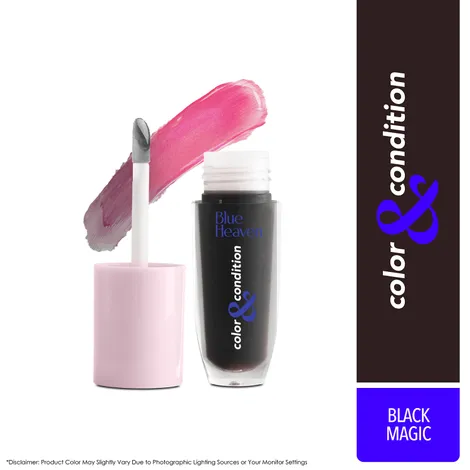 Blue
Heaven
color & condition
color & condition
BLACK
MAGIC
*Disclaimer: Product Color May Slightly Vary Due to Photographic Lighting Sources or Your Monitor Settings